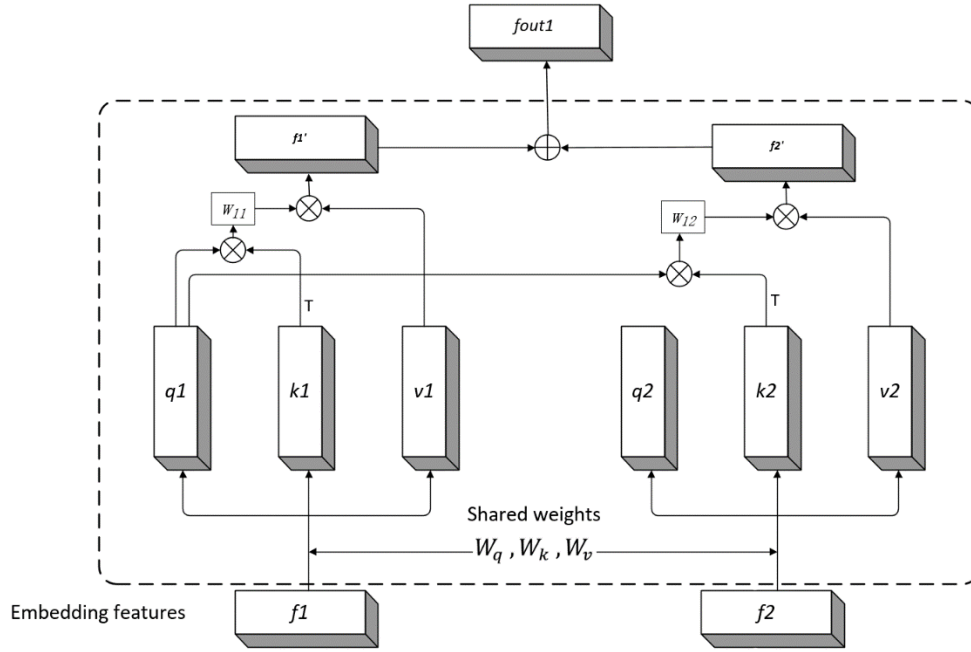 fout1
f1'
f2'
W11
W12
T
T
q1
k1
v1
q2
k2
v2
Shared weights
Wq , Wk , Wv
Embedding features
f1
f2